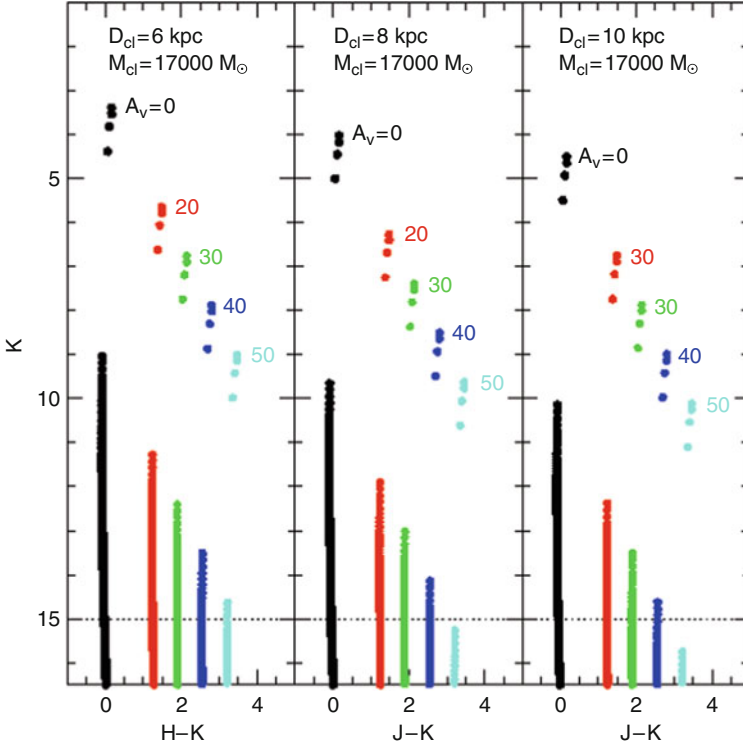 D_cl=6 kpc
M_cl=17000 M_⊙
A_v=0
20
30
40
50
D_cl=8 kpc
M_cl=17000 M_⊙
A_v=0
20
30
40
50
D_cl=10 kpc
M_cl=17000 M_⊙
A_v=0
30
30
40
50
K
5
10
15
0 2 4
0 2 4
0 2 4
H–K
J–K
J–K